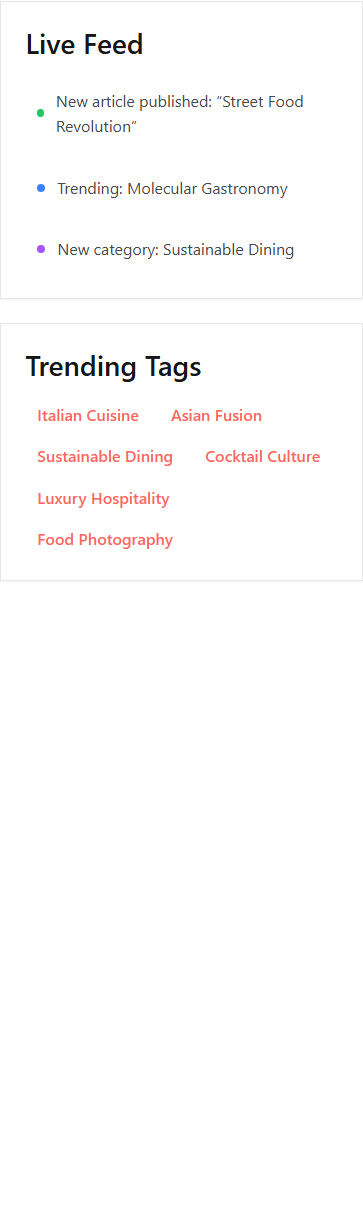 Live Feed
New article published: “Street Food
Revolution”
Trending: Molecular Gastronomy
New category: Sustainable Dining
Trending Tags
Italian Cuisine Asian Fusion
Sustainable Dining Cocktail Culture
Luxury Hospitality
Food Photography